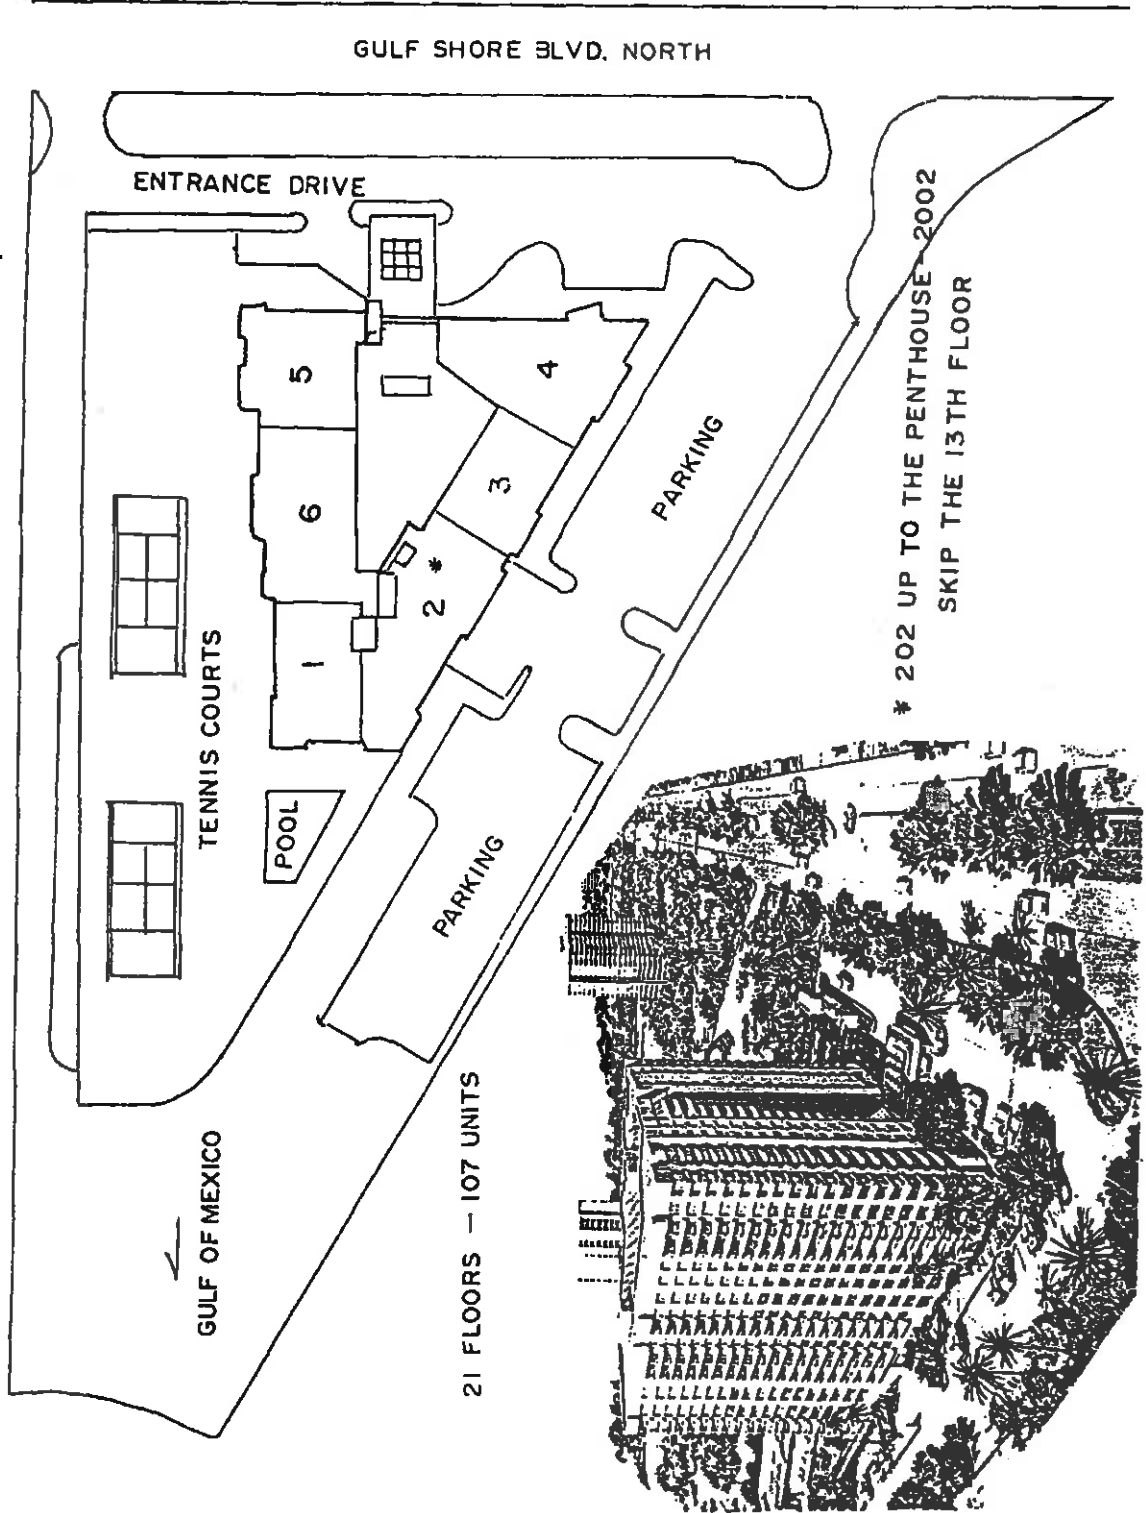 GULF SHORE BLVD. NORTH
ENTRANCE DRIVE
5
4
6
3
2 *
1
PARKING
TENNIS COURTS
POOL
PARKING
* 202 UP TO THE PENTHOUSE - 2002
SKIP THE 13TH FLOOR
GULF OF MEXICO
21 FLOORS — 107 UNITS